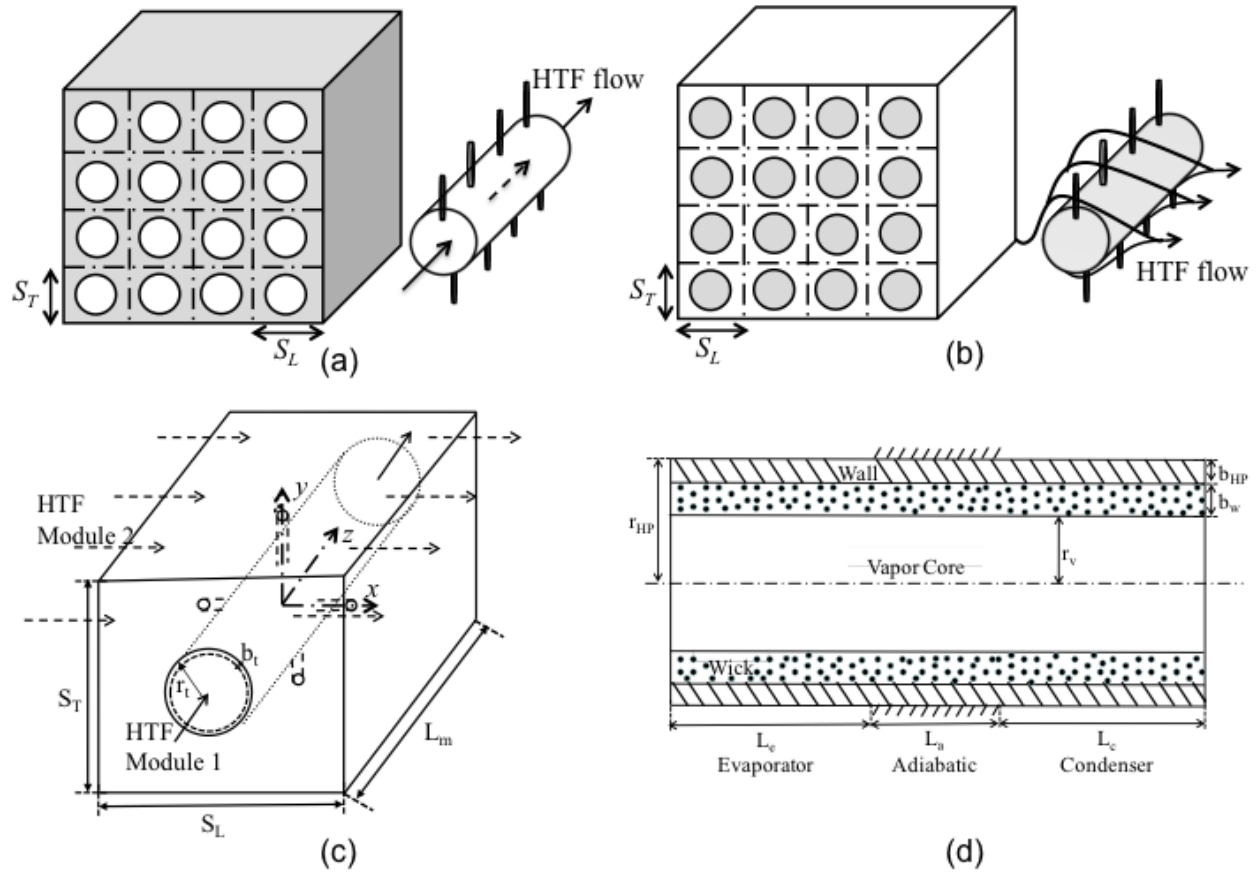 HTF flow
S_T
S_L
(a)
HTF flow
S_T
S_L
(b)
HTF
Module 2
y
z
x
b_t
r_t
S_T
HTF
Module 1
L_m
S_L
(c)
Wall
b_HP
b_w
r_HP
r_v
Vapor Core
Wick
L_e
L_a
L_c
Evaporator
Adiabatic
Condenser
(d)